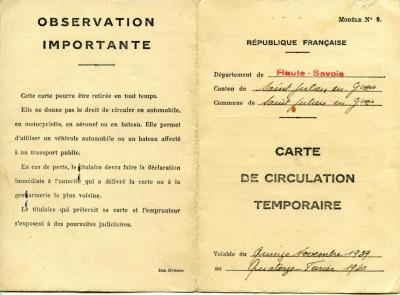 OBSERVATION
IMPORTANTE
Cette carte pourra être retirée en tout temps.
Elle ne donne pas le droit de circuler en automobile,
en motocyclette, en aéronef ou en bateau. Elle permet
d'utiliser un véhicule automobile ou un bateau affecté
à un transport public.
En cas de perte, le titulaire devra faire la déclaration
immédiate à l'autorité qui a délivré la carte ou à la
gendarmerie la plus voisine.
Le titulaire qui prêterait sa carte et l'emprunteur
s'exposent à des poursuites judiciaires.
MODÈLE N° 9.
RÉPUBLIQUE FRANÇAISE
Département de Haute-Savoie
Canton de Saint Julien en
Commune de Saint Julien en
CARTE
DE CIRCULATION
TEMPORAIRE
Valable du Quinze Novembre 1939
au Quatorze Février 1940